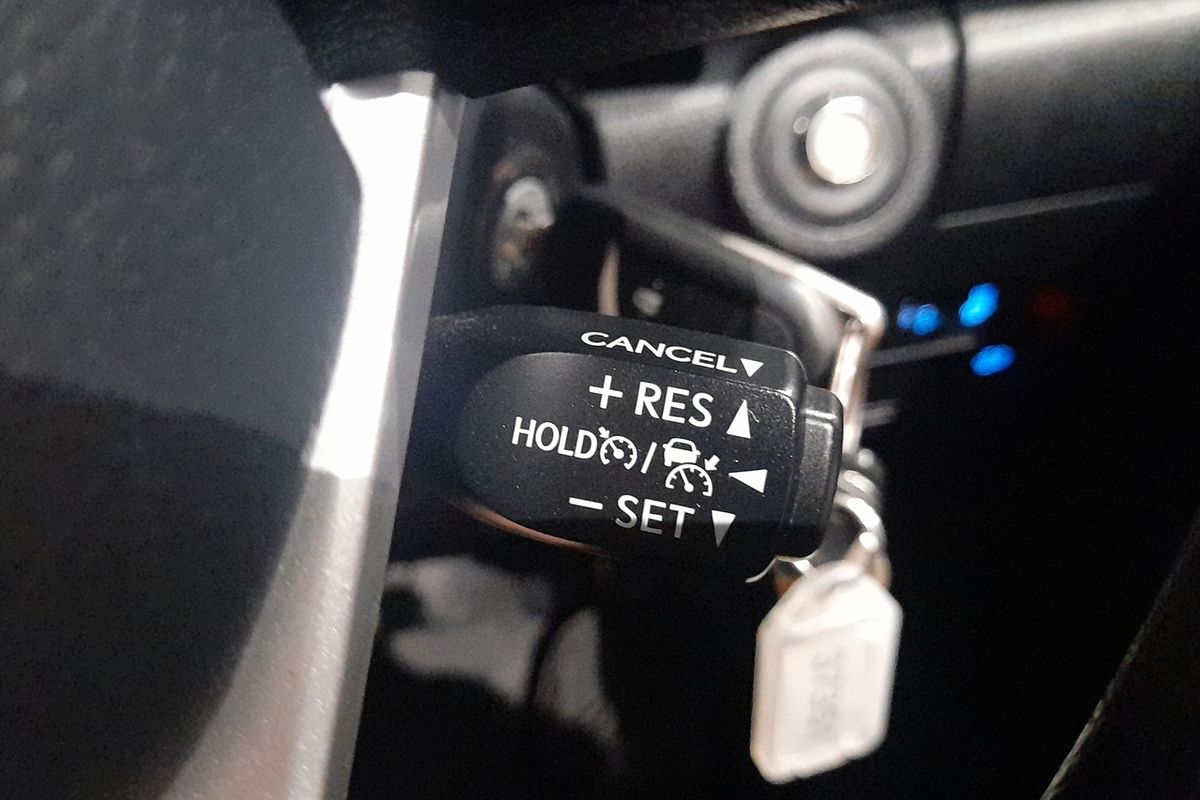 CANCEL▼
+ RES ▲
HOLD / ◀
− SET ▼